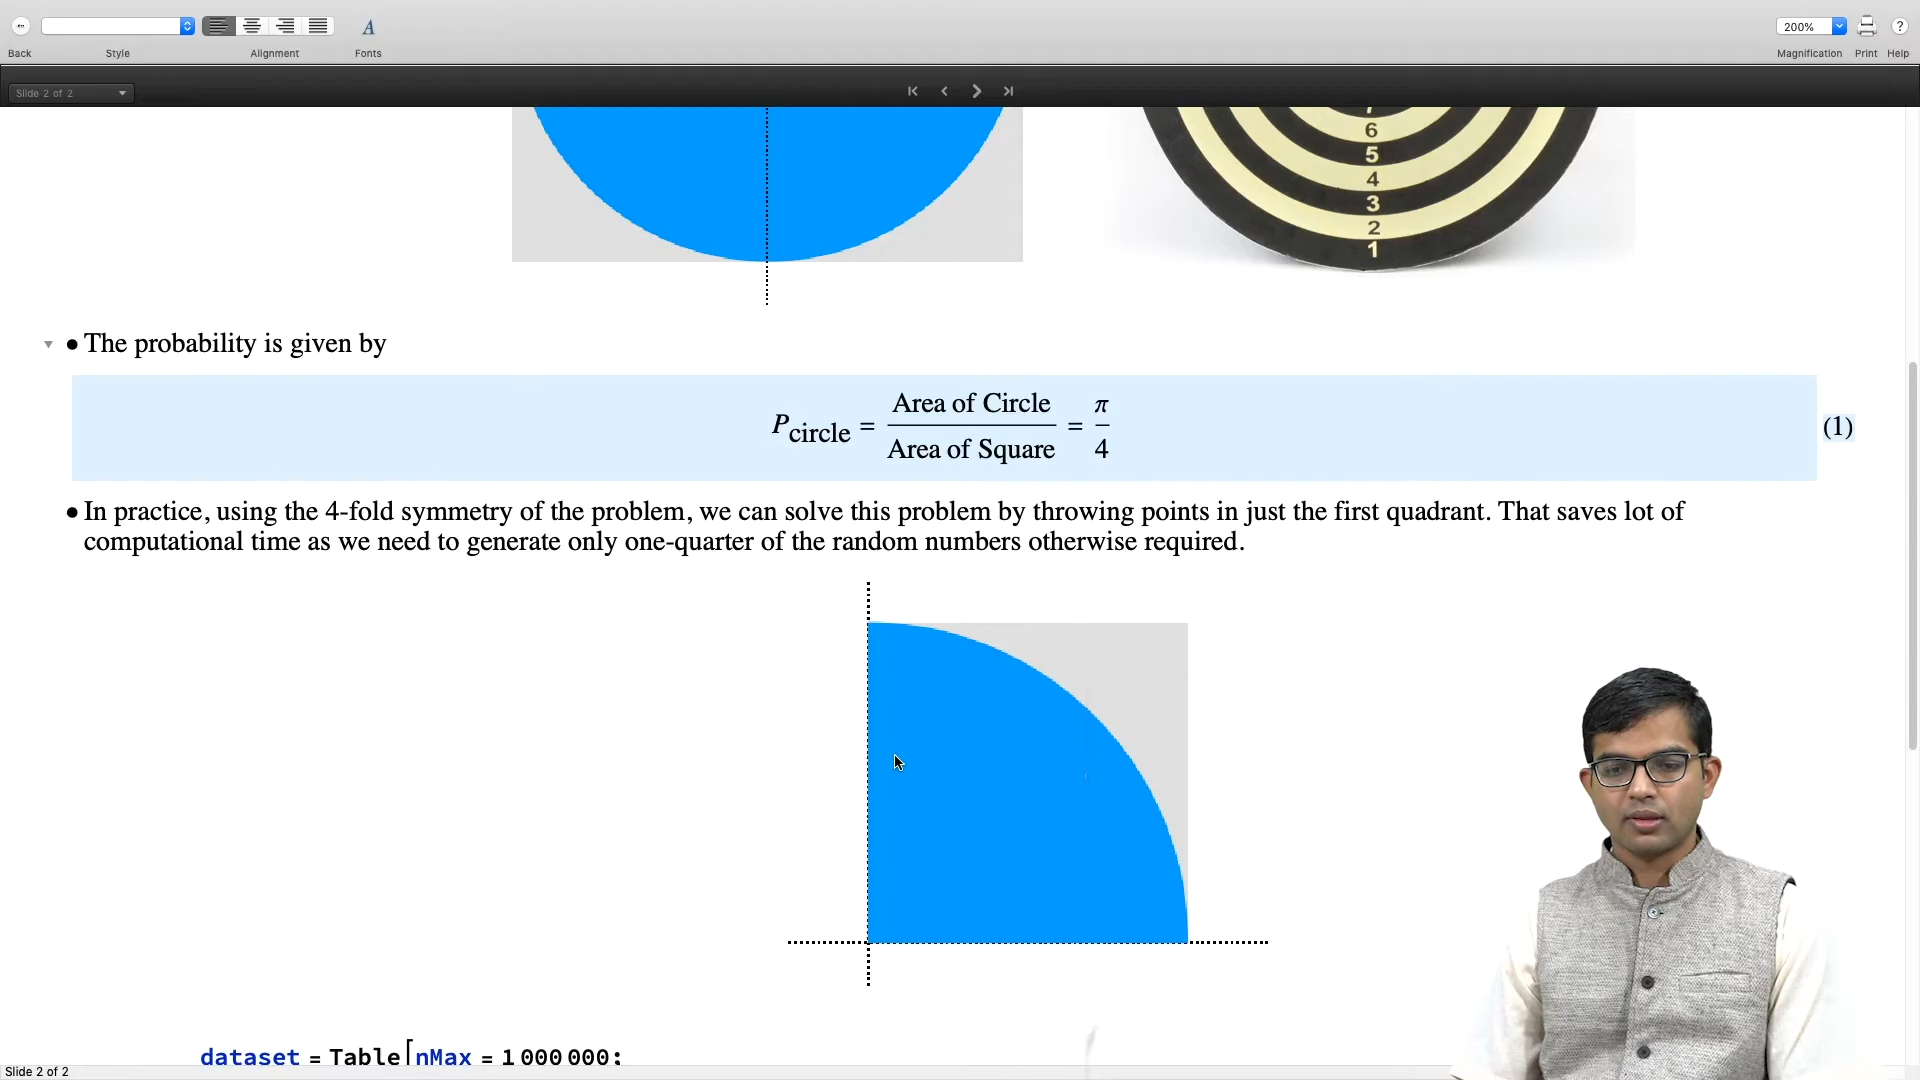 200%
Back
Style
Alignment
Fonts
Magnification
Print
Help
Slide 2 of 2
6
5
4
3
2
1
• The probability is given by
P circle = Area of Circle / Area of Square = π / 4 (1)
• In practice, using the 4-fold symmetry of the problem, we can solve this problem by throwing points in just the first quadrant. That saves lot of
computational time as we need to generate only one-quarter of the random numbers otherwise required.
dataset = Table[nMax = 1 000 000;
Slide 2 of 2